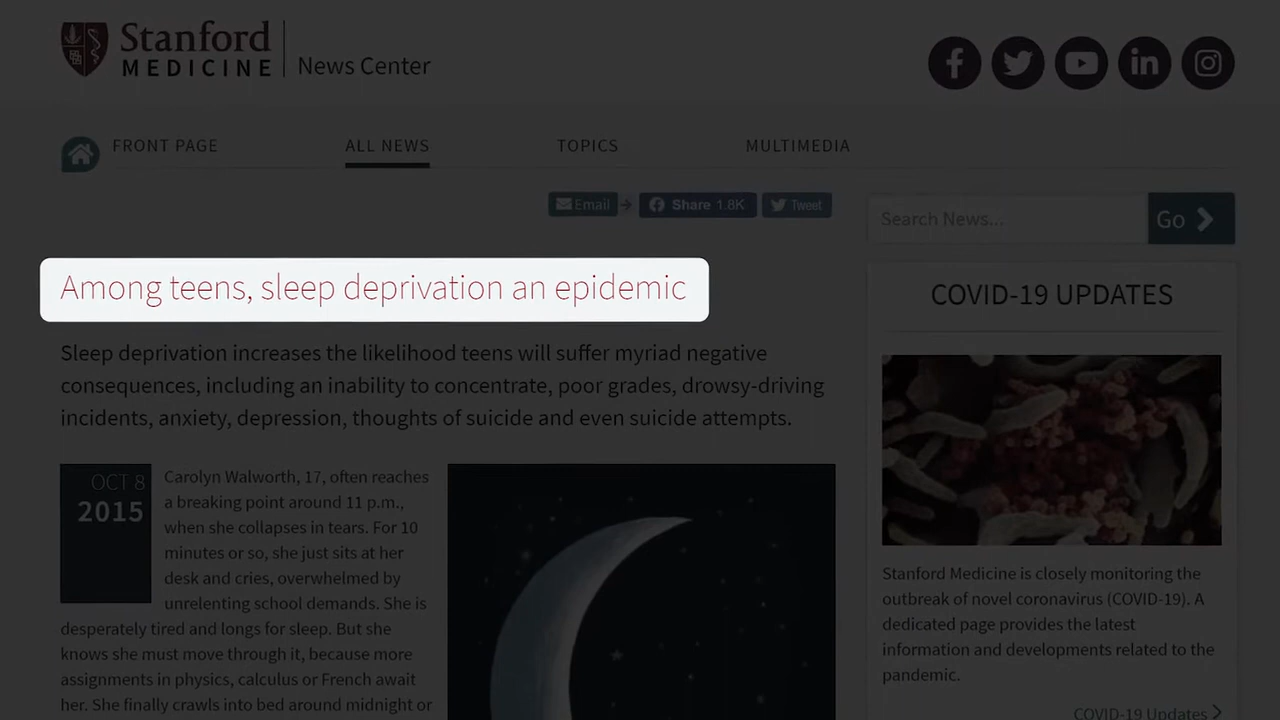 Stanford
MEDICINE
News Center
FRONT PAGE
ALL NEWS
TOPICS
MULTIMEDIA
Email
Share 1.8K
Tweet
Search News...
Go
Among teens, sleep deprivation an epidemic
Sleep deprivation increases the likelihood teens will suffer myriad negative
consequences, including an inability to concentrate, poor grades, drowsy-driving
incidents, anxiety, depression, thoughts of suicide and even suicide attempts.
OCT 8
2015
Carolyn Walworth, 17, often reaches
a breaking point around 11 p.m.,
when she collapses in tears. For 10
minutes or so, she just sits at her
desk and cries, overwhelmed by
unrelenting school demands. She is
desperately tired and longs for sleep. But she
knows she must move through it, because more
assignments in physics, calculus or French await
her. She finally crawls into bed around midnight or
COVID-19 UPDATES
Stanford Medicine is closely monitoring the
outbreak of novel coronavirus (COVID-19). A
dedicated page provides the latest
information and developments related to the
pandemic.
COVID-19 Updates